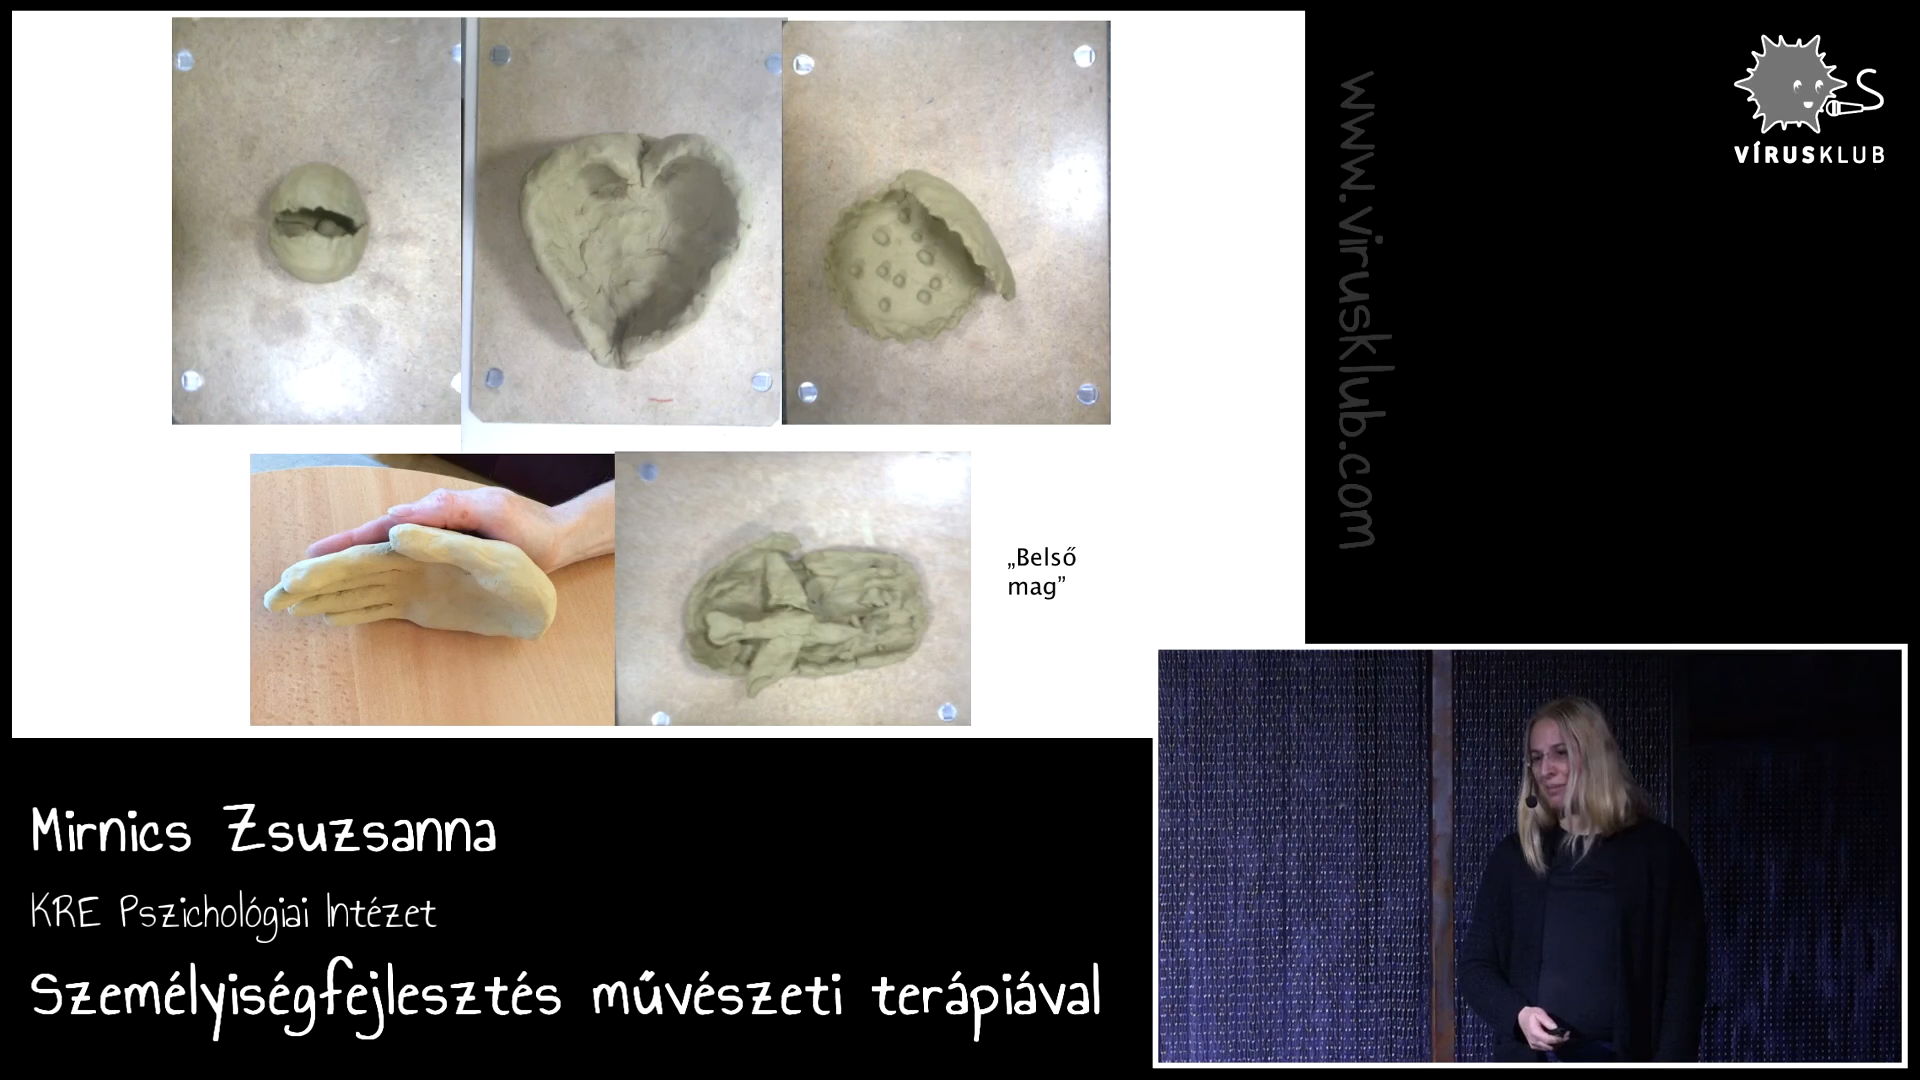 „Belső
mag”
www.virusklub.com
VÍRUSKLUB
Mirnics Zsuzsanna
KRE Pszichológiai Intézet
Személyiségfejlesztés művészeti terápiával